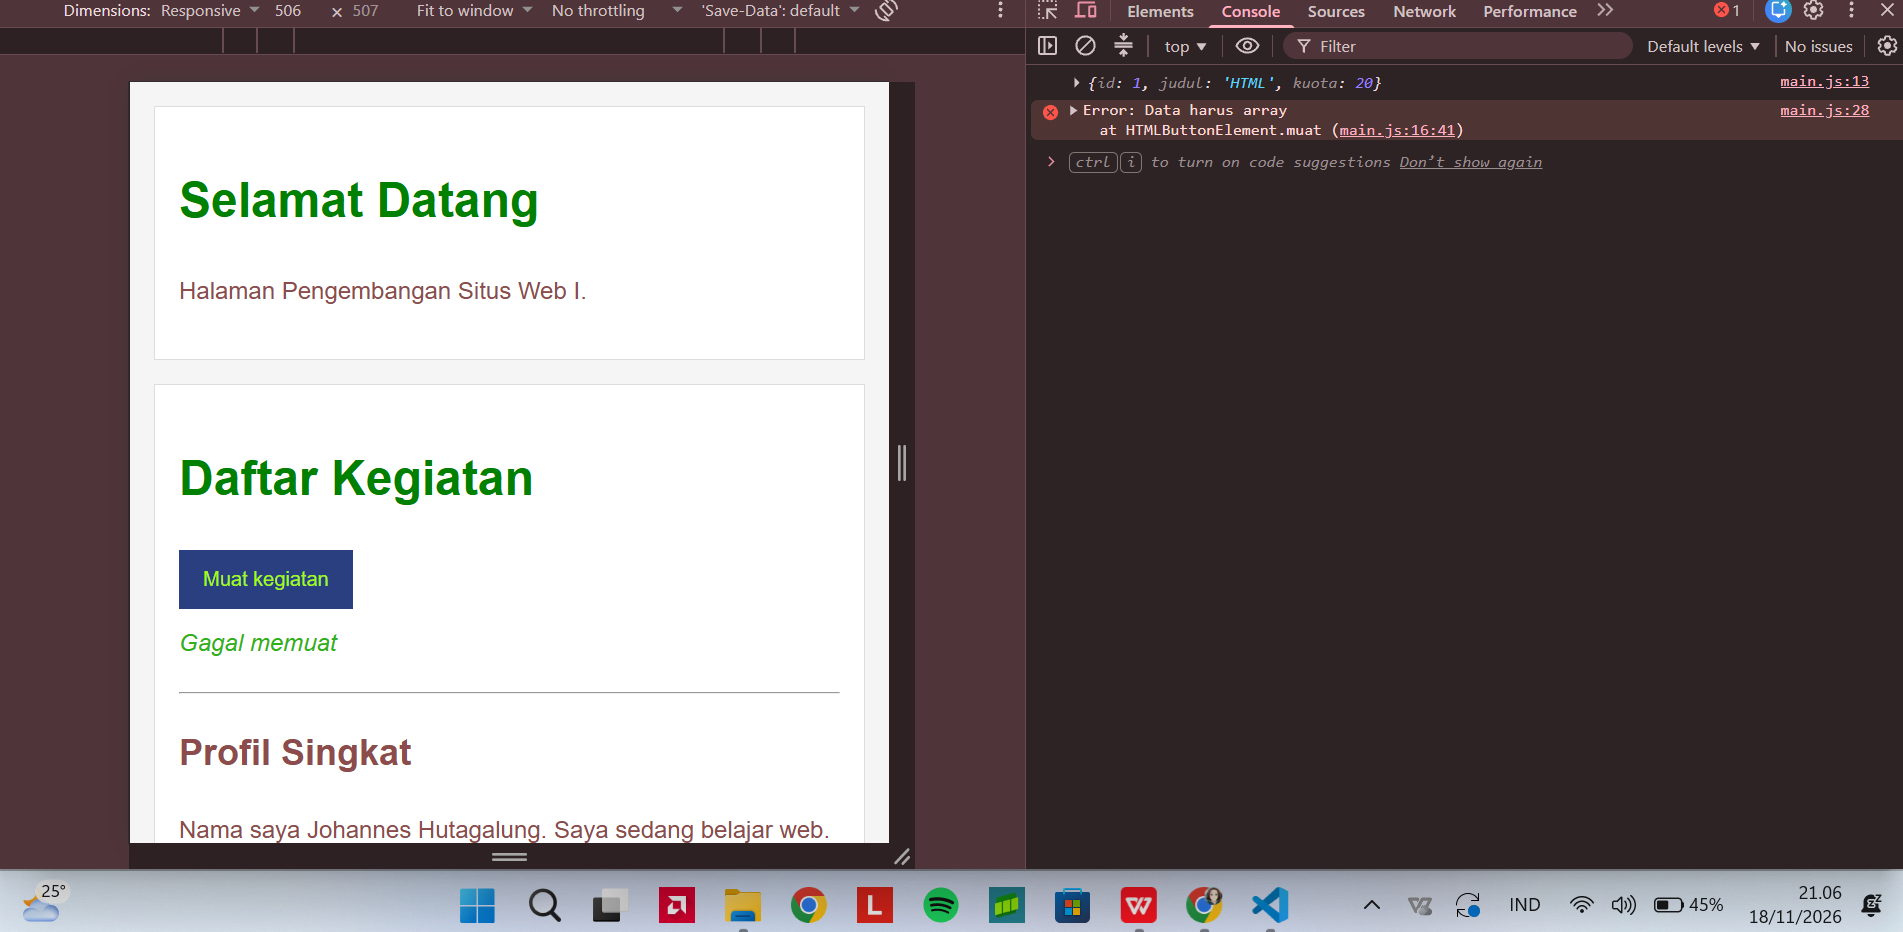 Dimensions: Responsive 506 × 507 Fit to window No throttling 'Save-Data': default
Elements Console Sources Network Performance 1
top Filter Default levels No issues
{id: 1, judul: 'HTML', kuota: 20} main.js:13
Error: Data harus array main.js:28
at HTMLButtonElement.muat (main.js:16:41)
ctrl i to turn on code suggestions Don't show again
Selamat Datang
Halaman Pengembangan Situs Web I.
Daftar Kegiatan
Muat kegiatan
Gagal memuat
Profil Singkat
Nama saya Johannes Hutagalung. Saya sedang belajar web.
25°
L
W
IND
45%
21.06
18/11/2026